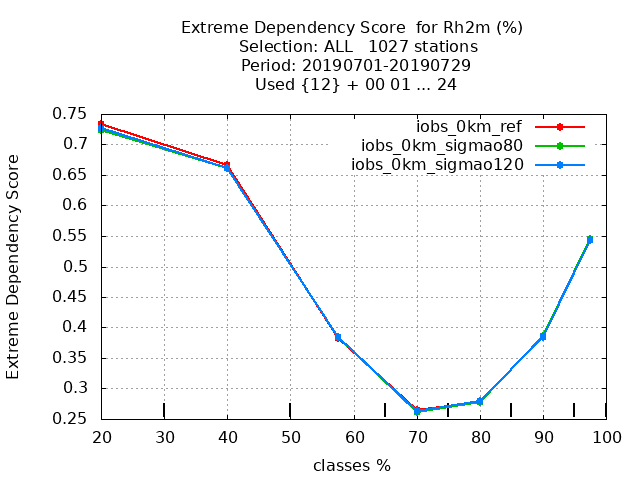 Extreme Dependency Score  for Rh2m (%)
Selection: ALL   1027 stations
Period: 20190701-20190729
Used {12} + 00 01 ... 24
iobs_0km_ref
iobs_0km_sigmao80
iobs_0km_sigmao120
Extreme Dependency Score
0.75
0.7
0.65
0.6
0.55
0.5
0.45
0.4
0.35
0.3
0.25
20 30 40 50 60 70 80 90 100
classes %